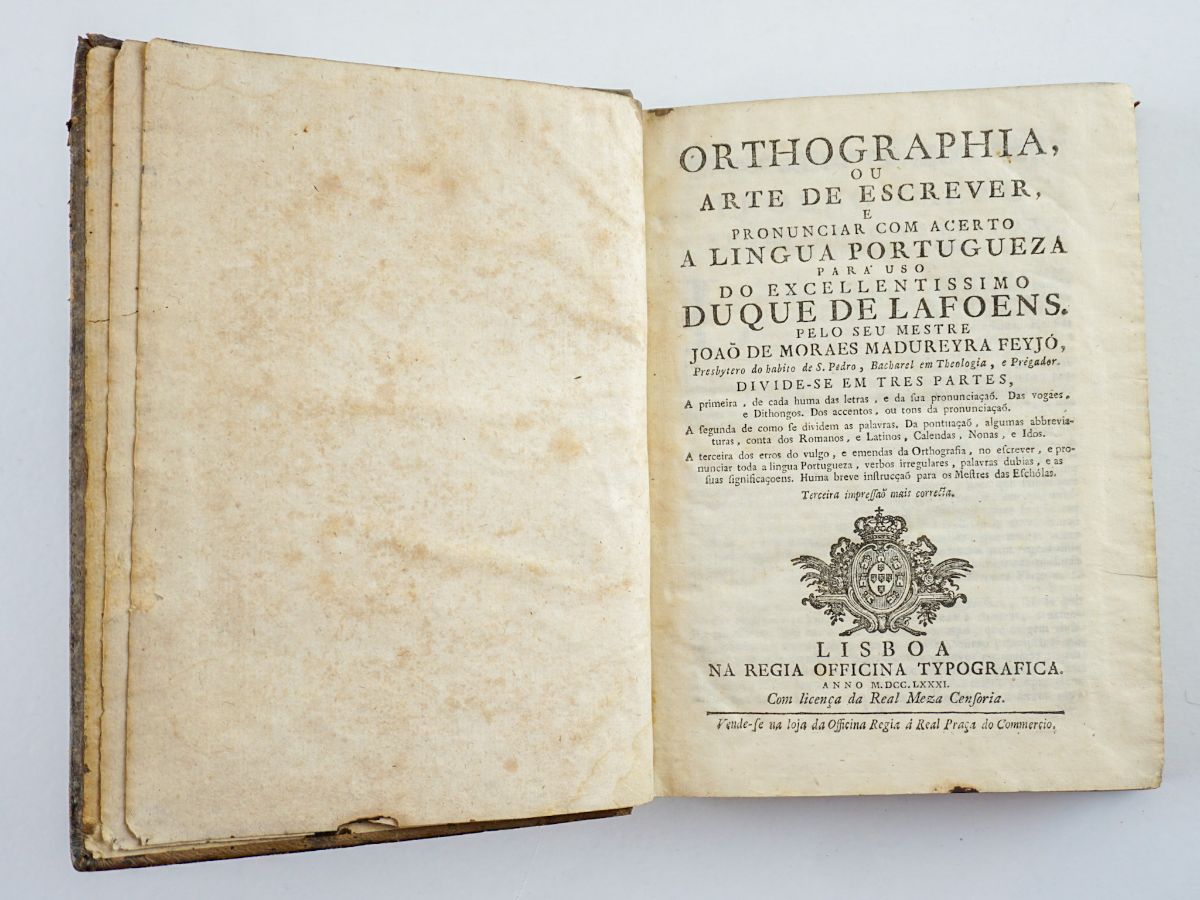 ORTHOGRAPHIA,
OU
ARTE DE ESCREVER,
E
PRONUNCIAR COM ACERTO
A LINGUA PORTUGUEZA
PARA USO
DO EXCELLENTISSIMO
DUQUE DE LAFOENS.
PELO SEU MESTRE
JOAÕ DE MORAES MADUREYRA FEYJÓ,
Presbytero do habito de S. Pedro, Bacharel em Theologia, e Prégador.
DIVIDE-SE EM TRES PARTES,
A primeira, de cada huma das letras, e da ſua pronunciaçaõ. Das vogáes,
e Dithongos. Dos accentos, ou tons da pronunciaçaõ.
A ſegunda de como ſe dividem as palavras. Da pontuaçaõ, algumas abbrevia-
turas, conta dos Romanos, e Latinos, Calendas, Nonas, e Idos.
A terceira dos erros do vulgo, e emendas da Orthografia, no eſcrever, e pro-
nunciar toda a lingua Portugueza, verbos irregulares, palavras dubias, e as
ſuas ſignificaçoens. Huma breve inſtrucçaõ para os Meſtres das Eſchólas.
Terceira impreſſaõ mais correcta.
LISBOA
NA REGIA OFFICINA TYPOGRAFICA.
ANNO M.DCC.LXXXI.
Com licença da Real Meza Cenſoria.
Vende-ſe na loja da Officina Regia á Real Praça do Commercio.